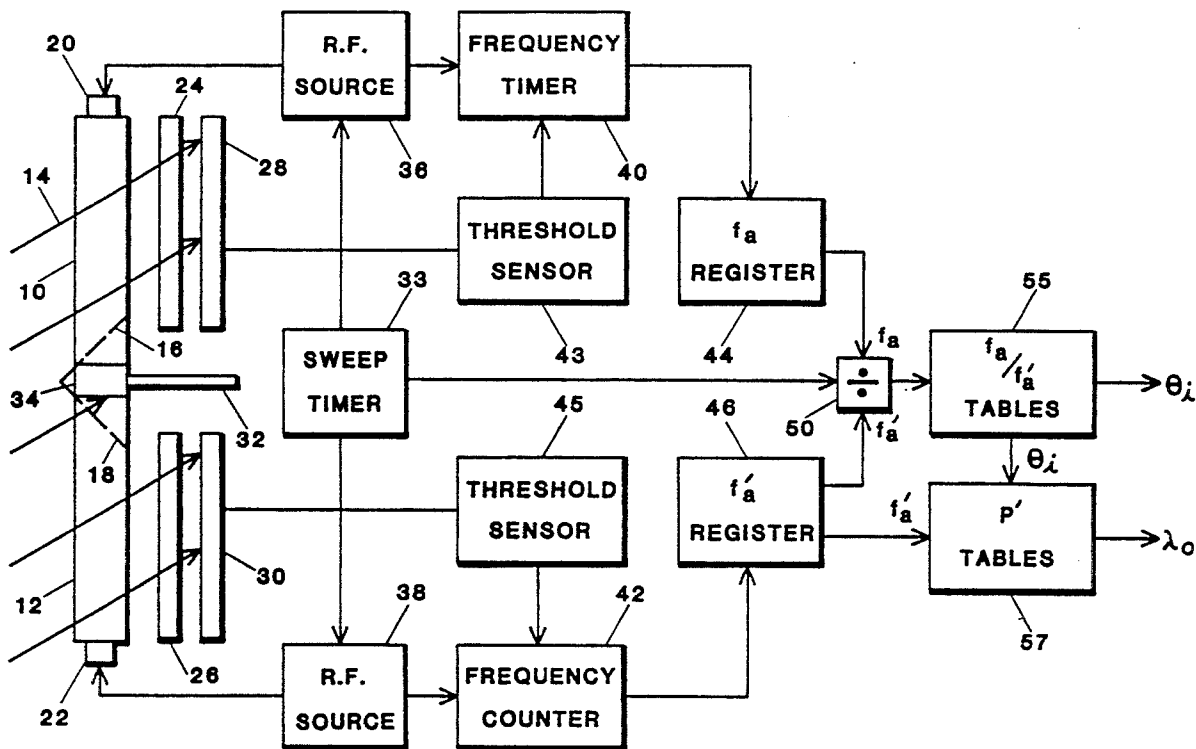 20
24
R.F.
SOURCE
FREQUENCY
TIMER
14
28
36
40
10
16
33
THRESHOLD
SENSOR
43
fa
REGISTER
44
55
SWEEP
TIMER
fa
÷
50
fa/f'a
TABLES
θi
34
32
45
46
f'a
18
THRESHOLD
SENSOR
f'a
REGISTER
θi
f'a
P'
TABLES
λo
12
30
38
42
57
26
22
R.F.
SOURCE
FREQUENCY
COUNTER